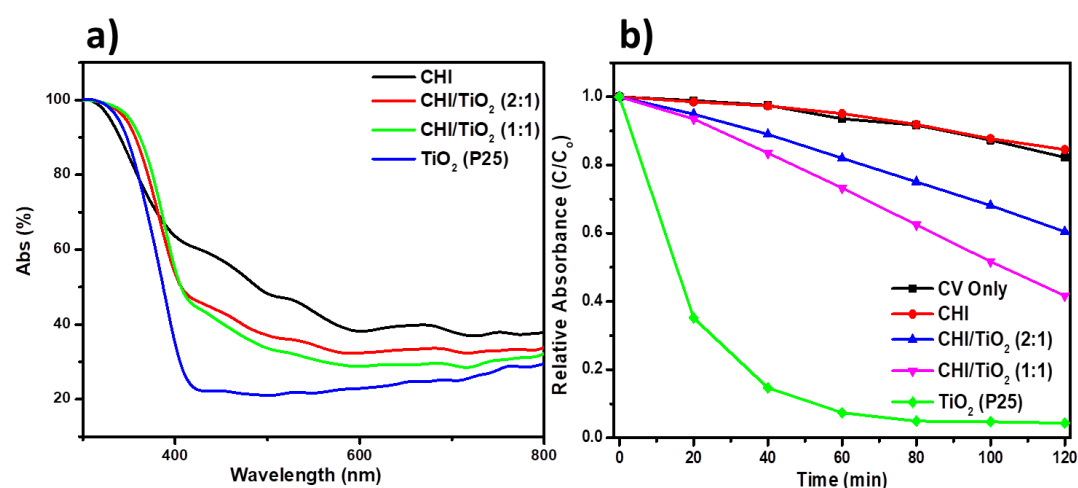 a)
CHI
CHI/TiO₂ (2:1)
CHI/TiO₂ (1:1)
TiO₂ (P25)
Abs (%)
100
80
60
40
20
400
600
800
Wavelength (nm)
b)
Relative Absorbance (C/Cₒ)
1.0
0.8
0.6
0.4
0.2
0.0
CV Only
CHI
CHI/TiO₂ (2:1)
CHI/TiO₂ (1:1)
TiO₂ (P25)
0
20
40
60
80
100
120
Time (min)